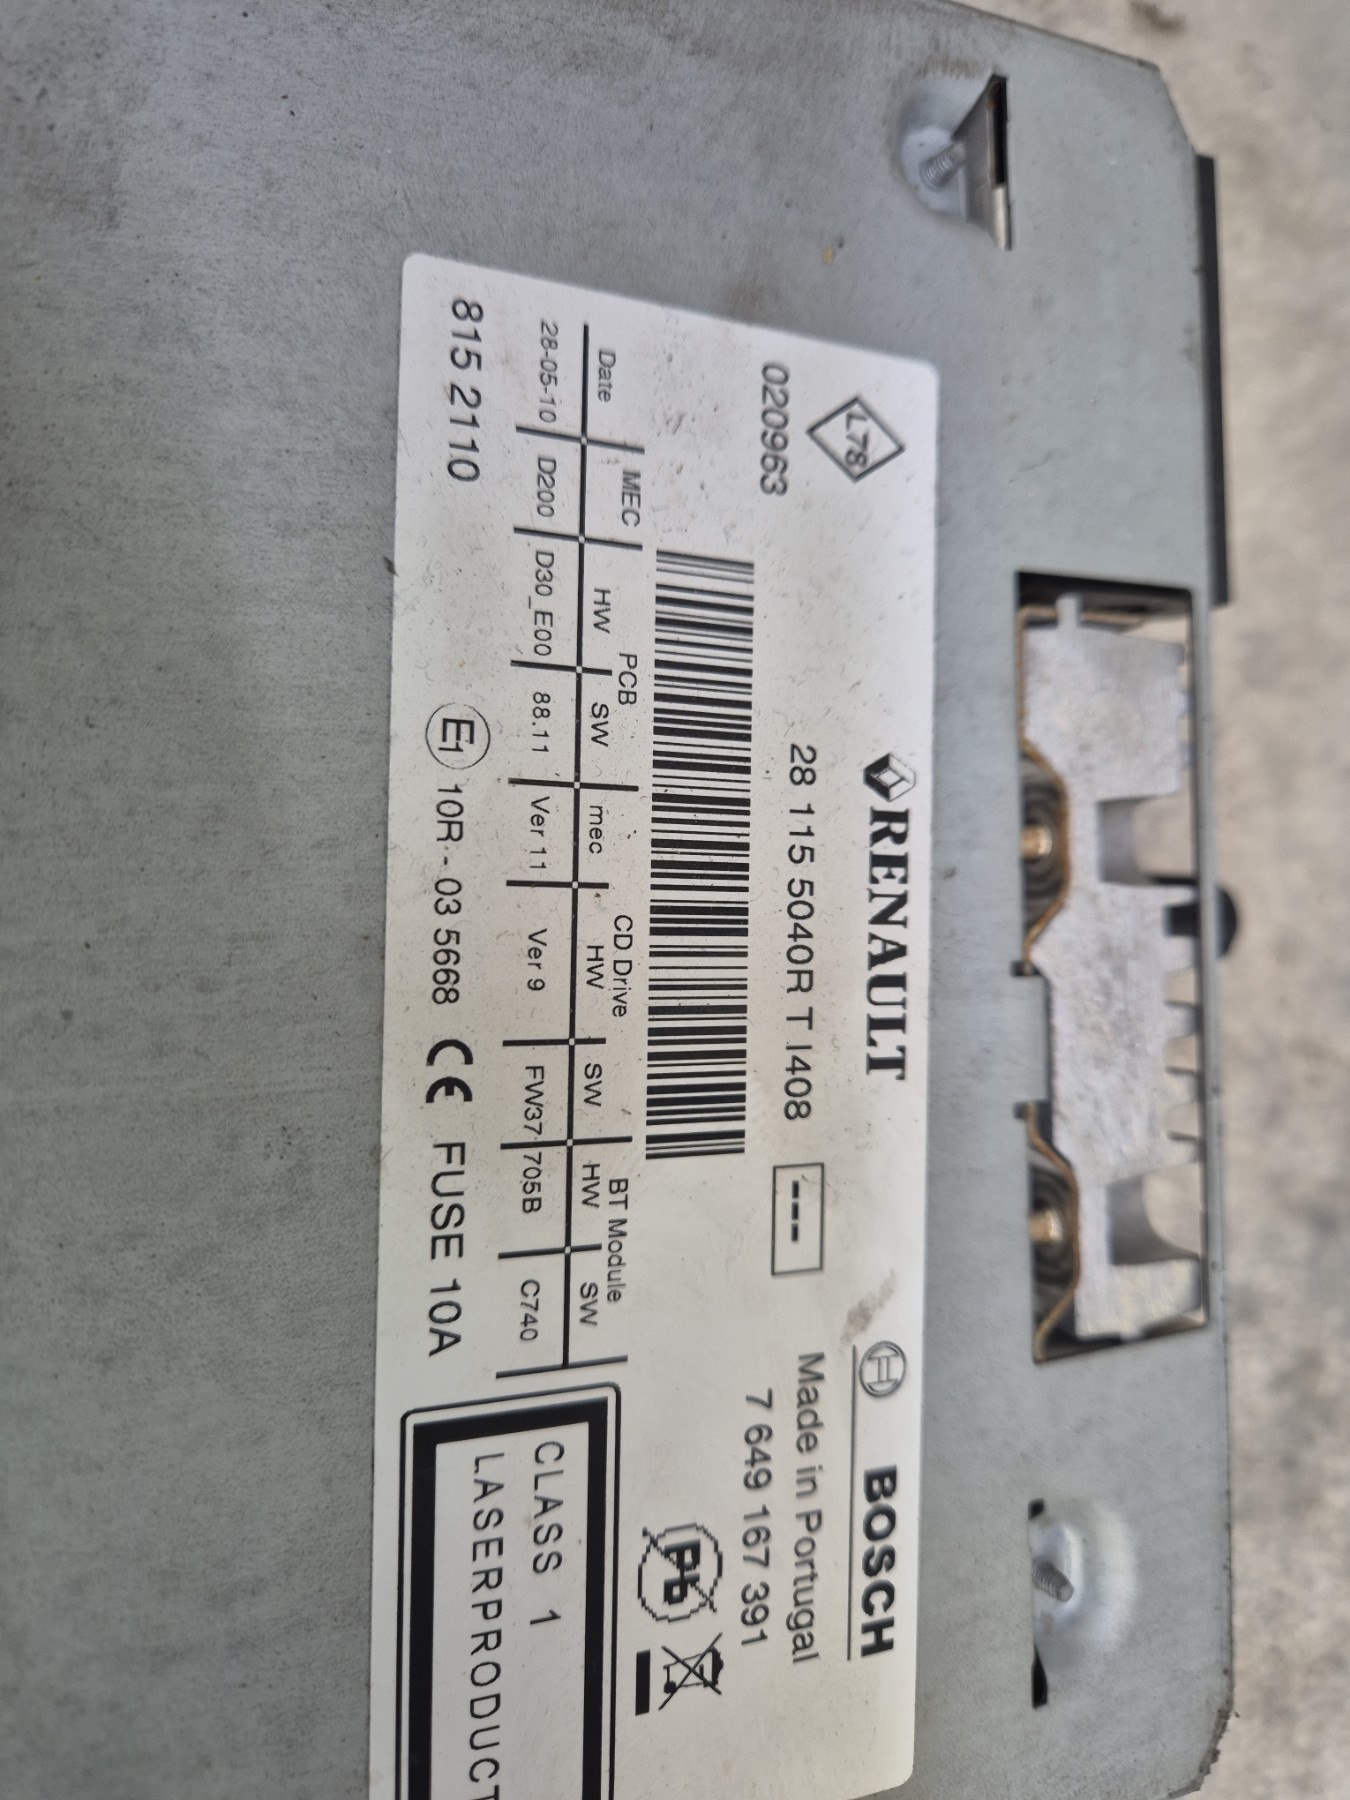 L78
RENAULT
BOSCH
020963
28 115 5040R T I408
---
Made in Portugal
7 649 167 391
Pb
MEC PCB CD Drive BT Module
Date HW SW mec HW SW HW SW
28-05-10 D200 D30_E00 88.11 Ver 11 Ver 9 FW37 705B C740
815 2110 E1 10R - 03 5668 CE FUSE 10A
CLASS 1
LASERPRODUCT